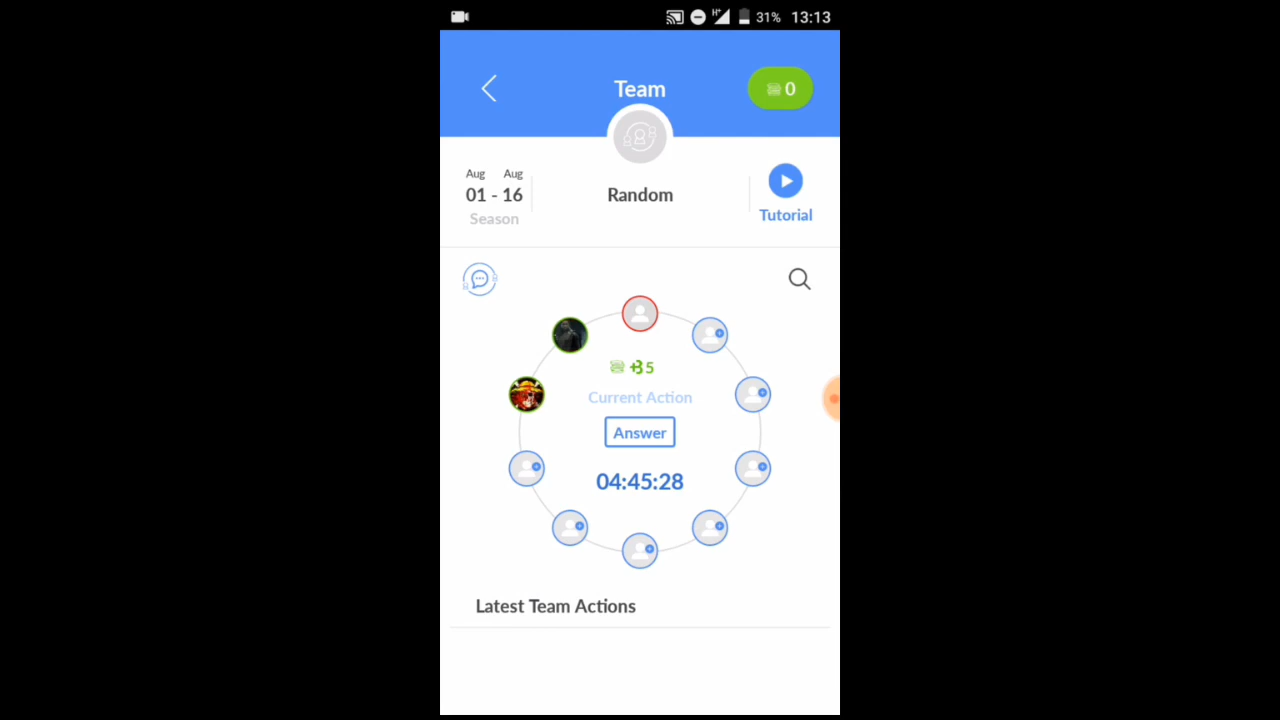 H+ 31% 13:13
Team
0
Aug Aug
01 - 16
Season
Random
Tutorial
5
Current Action
Answer
04:45:28
Latest Team Actions